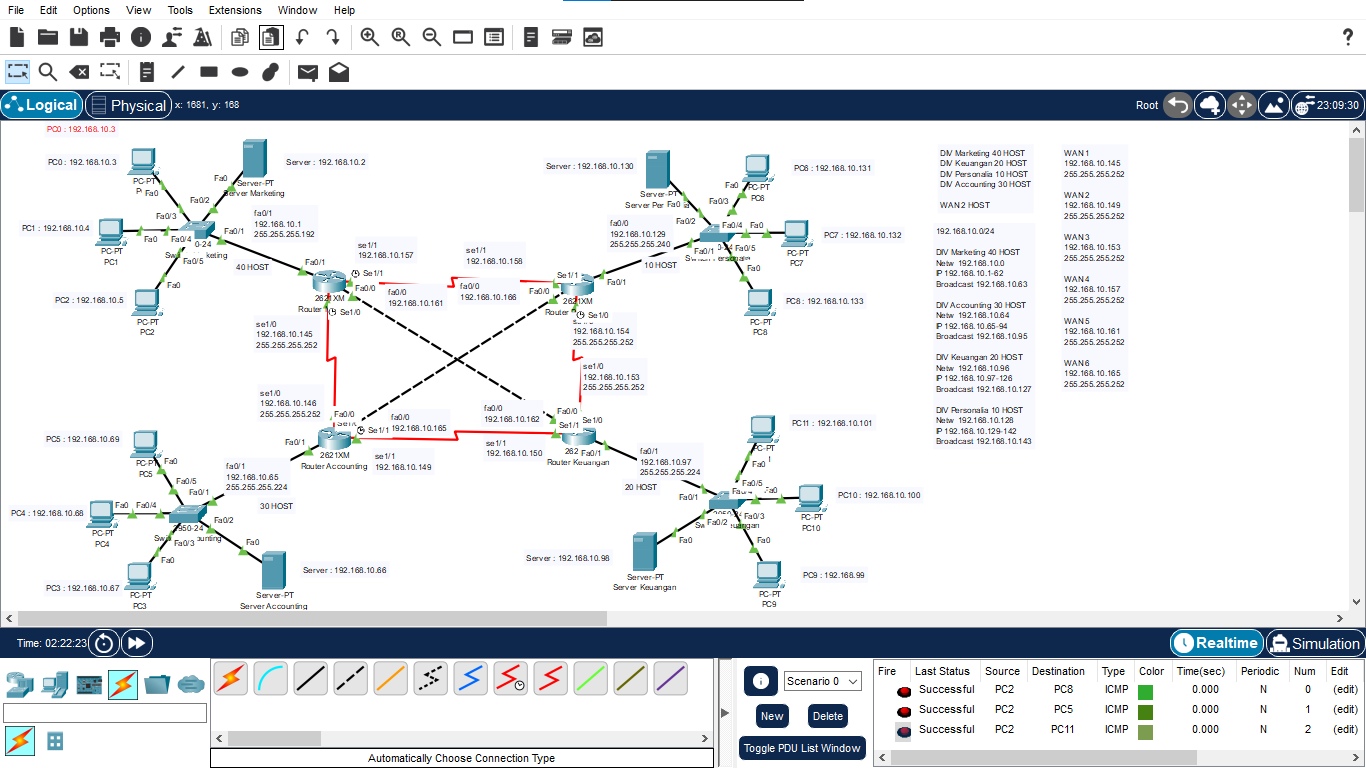 File Edit Options View Tools Extensions Window Help
Logical Physical x: 1681, y: 168 Root 23:09:30
PC0 : 192.168.10.3
PC0 : 192.168.10.3
PC-PT
Fa0
Server : 192.168.10.2
Server-PT
Server Marketing
Fa0
Fa0/2
Fa0/3
PC1 : 192.168.10.4
PC-PT
PC1
Fa0
Fa0/4
Fa0/1
Fa0/5
Fa0
PC2 : 192.168.10.5
PC-PT
PC2
fa0/1
192.168.10.1
255.255.255.192
40 HOST
Fa0/1
2621XM
Router
Se1/1
Fa0/0
Se1/0
se1/1
192.168.10.157
fa0/0
192.168.10.161
se1/1
192.168.10.158
fa0/0
192.168.10.166
se1/0
192.168.10.145
255.255.255.252
Server : 192.168.10.130
Server-PT
Fa0
Fa0/2
PC6 : 192.168.10.131
PC-PT
PC6
Fa0
Fa0/3
PC7 : 192.168.10.132
PC-PT
PC7
Fa0/4
Fa0
Fa0/5
Fa0/1
Fa0
PC8 : 192.168.10.133
PC-PT
PC8
fa0/0
192.168.10.129
255.255.255.240
10 HOST
Se1/1
Fa0/1
Fa0/0
2621XM
Router
Se1/0
192.168.10.154
255.255.255.252
se1/0
192.168.10.153
255.255.255.252
se1/0
192.168.10.146
255.255.255.252
Fa0/0
Se1/1
Fa0/1
2621XM
Router Accounting
fa0/0
192.168.10.165
se1/1
192.168.10.149
fa0/0
192.168.10.162
se1/1
192.168.10.150
Fa0/0
Se1/0
Se1/1
Fa0/1
Router Keuangan
fa0/1
192.168.10.97
255.255.255.224
20 HOST
PC5 : 192.168.10.69
PC-PT
PC5
Fa0
Fa0/5
Fa0/1
fa0/1
192.168.10.65
255.255.255.224
30 HOST
PC4 : 192.168.10.68
PC-PT
PC4
Fa0
Fa0/4
Fa0/2
2950-24
Fa0/3
Fa0
PC3 : 192.168.10.67
PC-PT
PC3
Fa0
Server : 192.168.10.66
Server-PT
Server Accounting
PC11 : 192.168.10.101
PC-PT
Fa0
Fa0/5
PC10 : 192.168.10.100
PC-PT
PC10
Fa0
Fa0/1
Fa0/2
Fa0/3
Fa0
Fa0
PC9 : 192.168.99
PC-PT
PC9
Server : 192.168.10.98
Server-PT
Server Keuangan
DIV Marketing 40 HOST
DIV Keuangan 20 HOST
DIV Personalia 10 HOST
DIV Accounting 30 HOST
WAN 2 HOST
192.168.10.0/24
DIV Marketing 40 HOST
Netw 192.168.10.0
IP 192.168.10.1-62
Broadcast 192.168.10.63
DIV Accounting 30 HOST
Netw 192.168.10.64
IP 192.168.10.65-94
Broadcast 192.168.10.95
DIV Keuangan 20 HOST
Netw 192.168.10.96
IP 192.168.10.97-126
Broadcast 192.168.10.127
DIV Personalia 10 HOST
Netw 192.168.10.128
IP 192.168.10.129-142
Broadcast 192.168.10.143
WAN 1
192.168.10.145
255.255.255.252
WAN 2
192.168.10.149
255.255.255.252
WAN 3
192.168.10.153
255.255.255.252
WAN 4
192.168.10.157
255.255.255.252
WAN 5
192.168.10.161
255.255.255.252
WAN 6
192.168.10.165
255.255.255.252
Time: 02:22:23 Realtime Simulation
Automatically Choose Connection Type
Scenario 0
New Delete
Toggle PDU List Window
Fire Last Status Source Destination Type Color Time(sec) Periodic Num Edit
Successful PC2 PC8 ICMP 0.000 N 0 (edit)
Successful PC2 PC5 ICMP 0.000 N 1 (edit)
Successful PC2 PC11 ICMP 0.000 N 2 (edit)